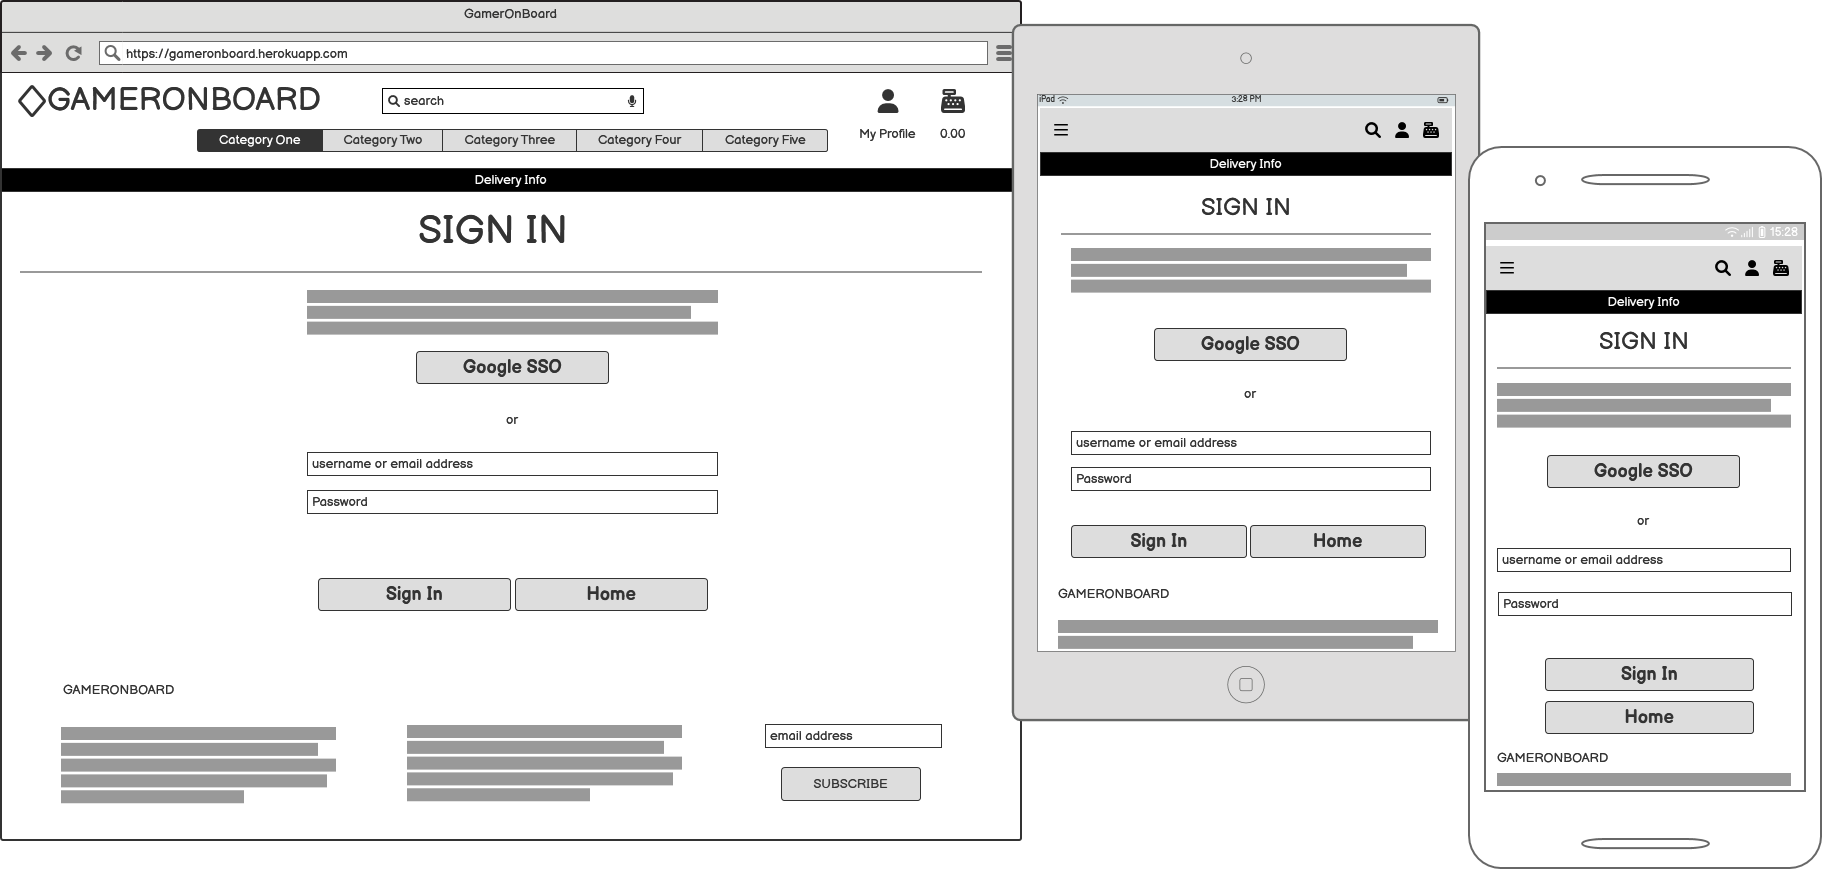 GamerOnBoard
https://gameronboard.herokuapp.com
GAMERONBOARD
search
My Profile
0.00
Category One
Category Two
Category Three
Category Four
Category Five
Delivery Info
SIGN IN
Google SSO
or
username or email address
Password
Sign In
Home
GAMERONBOARD
email address
SUBSCRIBE
iPad
3:28 PM
Delivery Info
SIGN IN
Google SSO
or
username or email address
Password
Sign In
Home
GAMERONBOARD
15:28
Delivery Info
SIGN IN
Google SSO
or
username or email address
Password
Sign In
Home
GAMERONBOARD